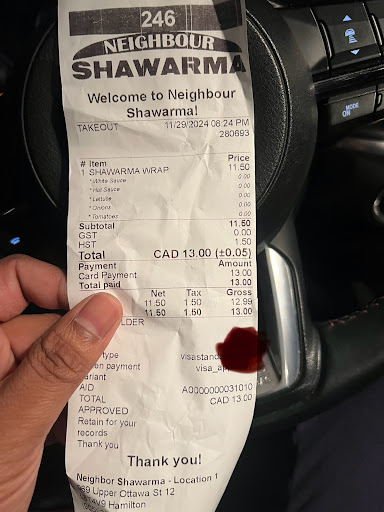 246
NEIGHBOUR
SHAWARMA
Welcome to Neighbour
Shawarma!
TAKEOUT 11/29/2024 06:24 PM
280693
# Item Price
1 SHAWARMA WRAP 11.50
*White Sauce 0.00
*Hot Sauce 0.00
*Lettuce 0.00
*Onions 0.00
*Tomatoes 0.00
Subtotal 11.50
GST 0.00
HST 1.50
Total CAD 13.00 (±0.05)
Payment Amount
Card Payment 13.00
Total paid 13.00
Net Tax Gross
11.50 1.50 12.99
11.50 1.50 13.00
type
payment
AID A0000000031010
TOTAL CAD 13.00
APPROVED
Retain for your
records
Thank you
Thank you!
Neighbor Shawarma - Location 1
Upper Ottawa St 12
Hamilton
MODE
ON